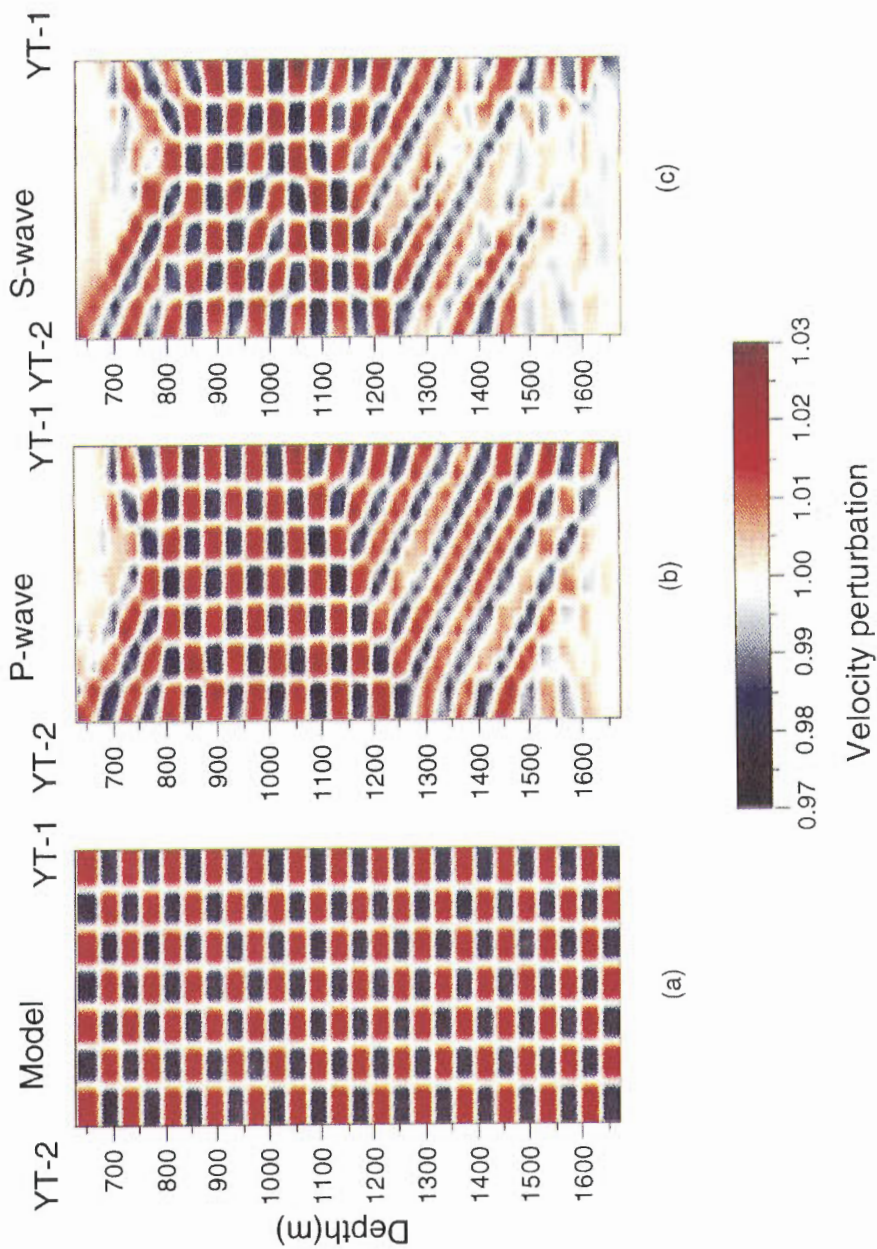 Model P-wave S-wave
YT-2 YT-1 YT-2 YT-1 YT-2 YT-1
700 700 700
800 800 800
900 900 900
1000 1000 1000
1100 1100 1100
1200 1200 1200
1300 1300 1300
1400 1400 1400
1500 1500 1500
1600 1600 1600
Depth(m)
(a) (b) (c)
0.97 0.98 0.99 1.00 1.01 1.02 1.03
Velocity perturbation